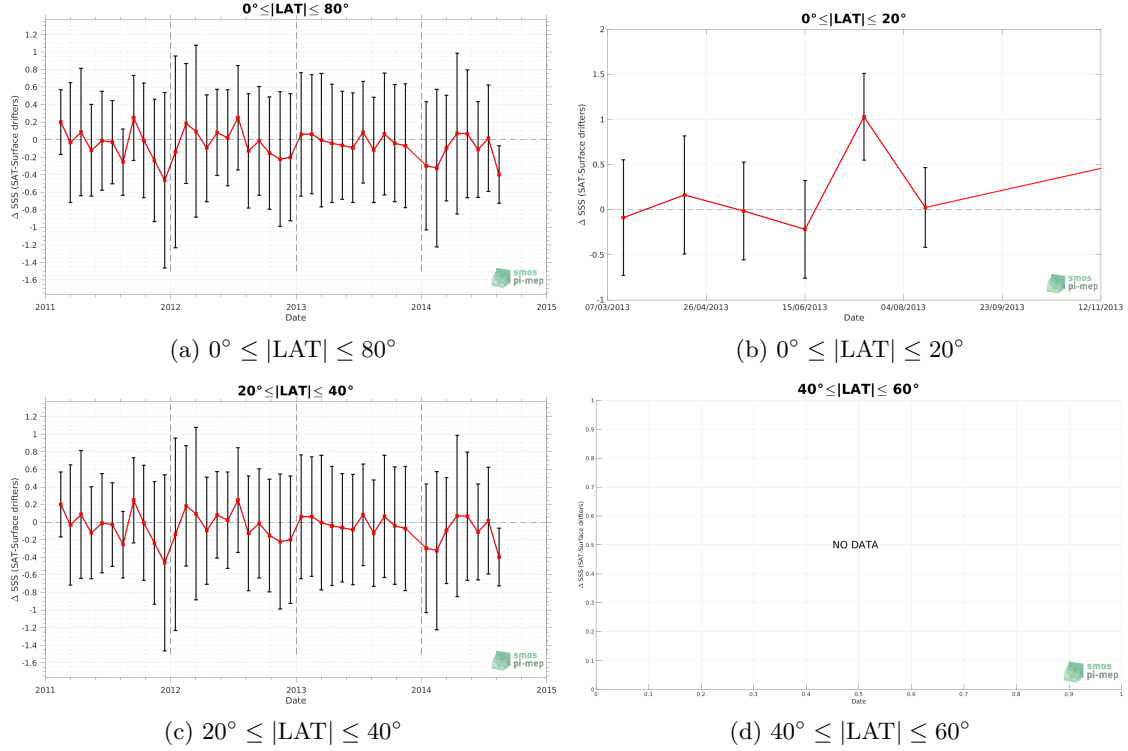 0°≤|LAT|≤ 80°
1.2
1
0.8
0.6
0.4
0.2
0
-0.2
-0.4
-0.6
-0.8
-1
-1.2
-1.4
-1.6
Δ SSS (SAT-Surface drifters)
2011 2012 2013 2014 2015
Date
smos
pi-mep
(a) 0° ≤ |LAT| ≤ 80°
0°≤|LAT|≤ 20°
2
1.5
1
0.5
0
-0.5
-1
Δ SSS (SAT-Surface drifters)
07/03/2013 26/04/2013 15/06/2013 04/08/2013 23/09/2013 12/11/2013
Date
smos
pi-mep
(b) 0° ≤ |LAT| ≤ 20°
20°≤|LAT|≤ 40°
1.2
1
0.8
0.6
0.4
0.2
0
-0.2
-0.4
-0.6
-0.8
-1
-1.2
-1.4
-1.6
Δ SSS (SAT-Surface drifters)
2011 2012 2013 2014 2015
Date
smos
pi-mep
(c) 20° ≤ |LAT| ≤ 40°
40°≤|LAT|≤ 60°
1
0.9
0.8
0.7
0.6
0.5
0.4
0.3
0.2
0.1
0
Δ SSS (SAT-Surface drifters)
NO DATA
0 0.1 0.2 0.3 0.4 0.5 0.6 0.7 0.8 0.9 1
Date
smos
pi-mep
(d) 40° ≤ |LAT| ≤ 60°